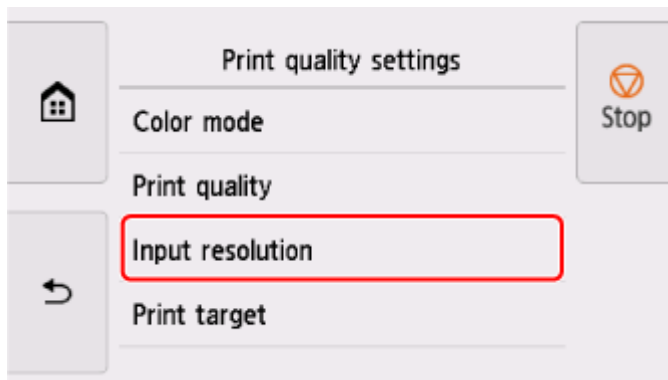 Print quality settings
Stop
Color mode
Print quality
Input resolution
Print target